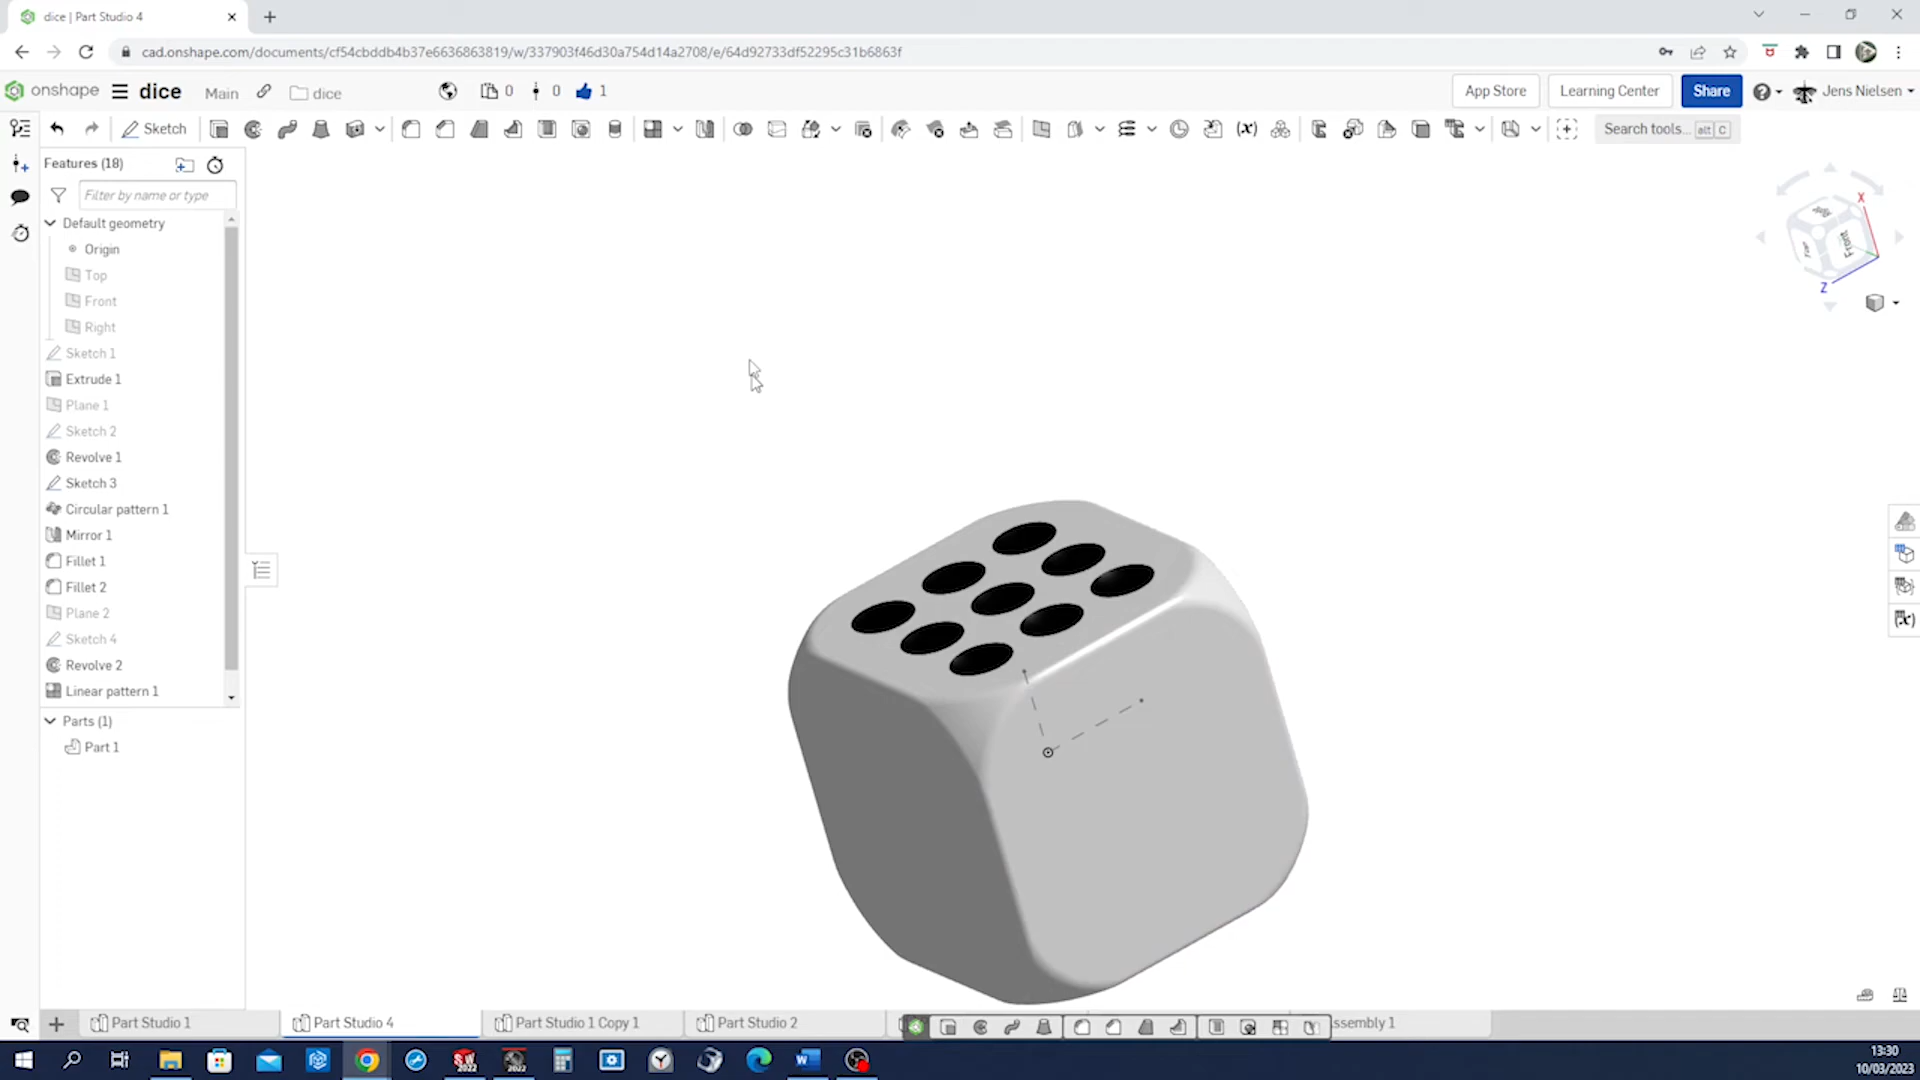 dice | Part Studio 4
cad.onshape.com/documents/cf54cbddb4b37e6636863819/w/337903f46d30a754d14a2708/e/64d92733df52295c31b6863f
onshape
dice
Main
dice
0
0
1
App Store
Learning Center
Share
Jens Nielsen
Sketch
Search tools... alt C
Features (18)
Filter by name or type
Default geometry
Origin
Top
Front
Right
Sketch 1
Extrude 1
Plane 1
Sketch 2
Revolve 1
Sketch 3
Circular pattern 1
Mirror 1
Fillet 1
Fillet 2
Plane 2
Sketch 4
Revolve 2
Linear pattern 1
Parts (1)
Part 1
X
Right
Front
Z
Part Studio 1
Part Studio 4
Part Studio 1 Copy 1
Part Studio 2
ssembly 1
SW
2022
2022
13:30
10/03/2023